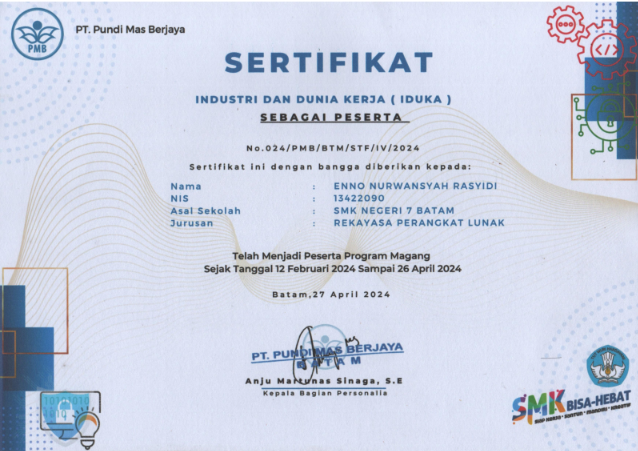 PMB
PT. Pundi Mas Berjaya
SERTIFIKAT
INDUSTRI DAN DUNIA KERJA ( IDUKA )
SEBAGAI PESERTA
No.024/PMB/BTM/STF/IV/2024
Sertifikat ini dengan bangga diberikan kepada:
Nama : ENNO NURWANSYAH RASYIDI
NIS : 13422090
Asal Sekolah : SMK NEGERI 7 BATAM
Jurusan : REKAYASA PERANGKAT LUNAK
Telah Menjadi Peserta Program Magang
Sejak Tanggal 12 Februari 2024 Sampai 26 April 2024
Batam,27 April 2024
PT. PUNDI MAS BERJAYA
BATAM
Anju Martunas Sinaga, S.E
Kepala Bagian Personalia
SMK BISA-HEBAT